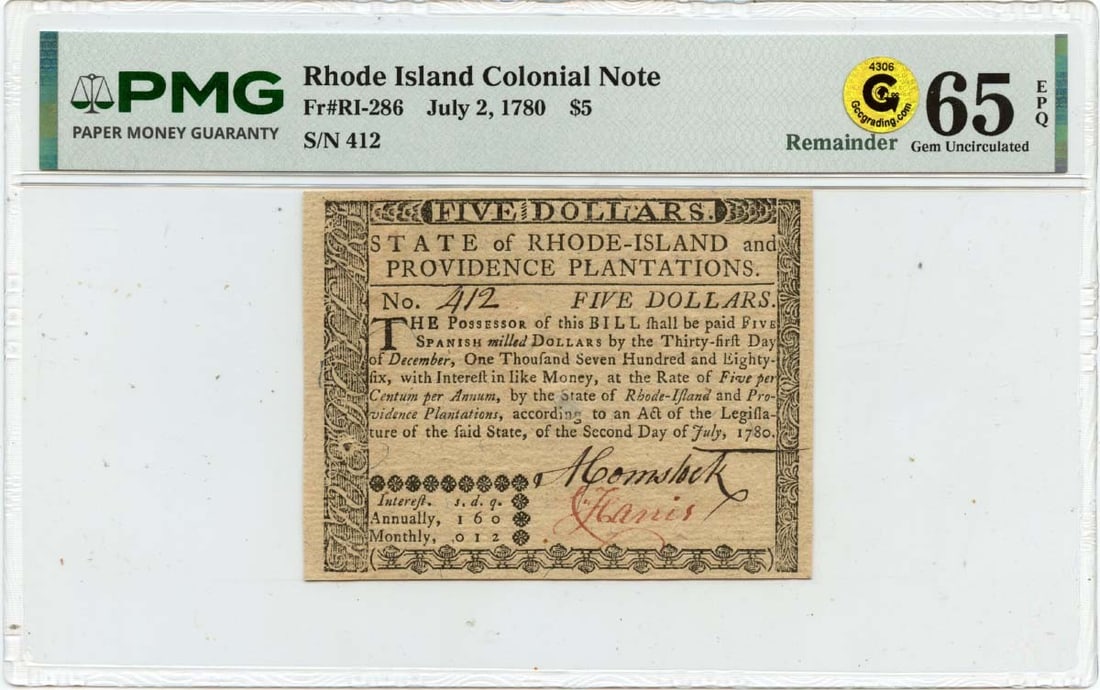 PMG
PAPER MONEY GUARANTY
Rhode Island Colonial Note
Fr#RI-286 July 2, 1780 $5
S/N 412
4306
G
Gccgrading.com
Remainder
65
EPQ
Gem Uncirculated
FIVE DOLLARS.
STATE of RHODE-ISLAND and
PROVIDENCE PLANTATIONS.
No. 412 FIVE DOLLARS.
THE POSSESSOR of this BILL ſhall be paid FIVE
SPANISH milled DOLLARS by the Thirty-firſt Day
of December, One Thouſand Seven Hundred and Eighty-
ſix, with Intereſt in like Money, at the Rate of Five per
Centum per Annum, by the State of Rhode-Iſland and Pro-
vidence Plantations, according to an Act of the Legiſla-
ture of the ſaid State, of the Second Day of July, 1780.
AComstock
JHarris
Intereſt. s. d. q.
Annually, 1 6 0
Monthly, 0 1 2